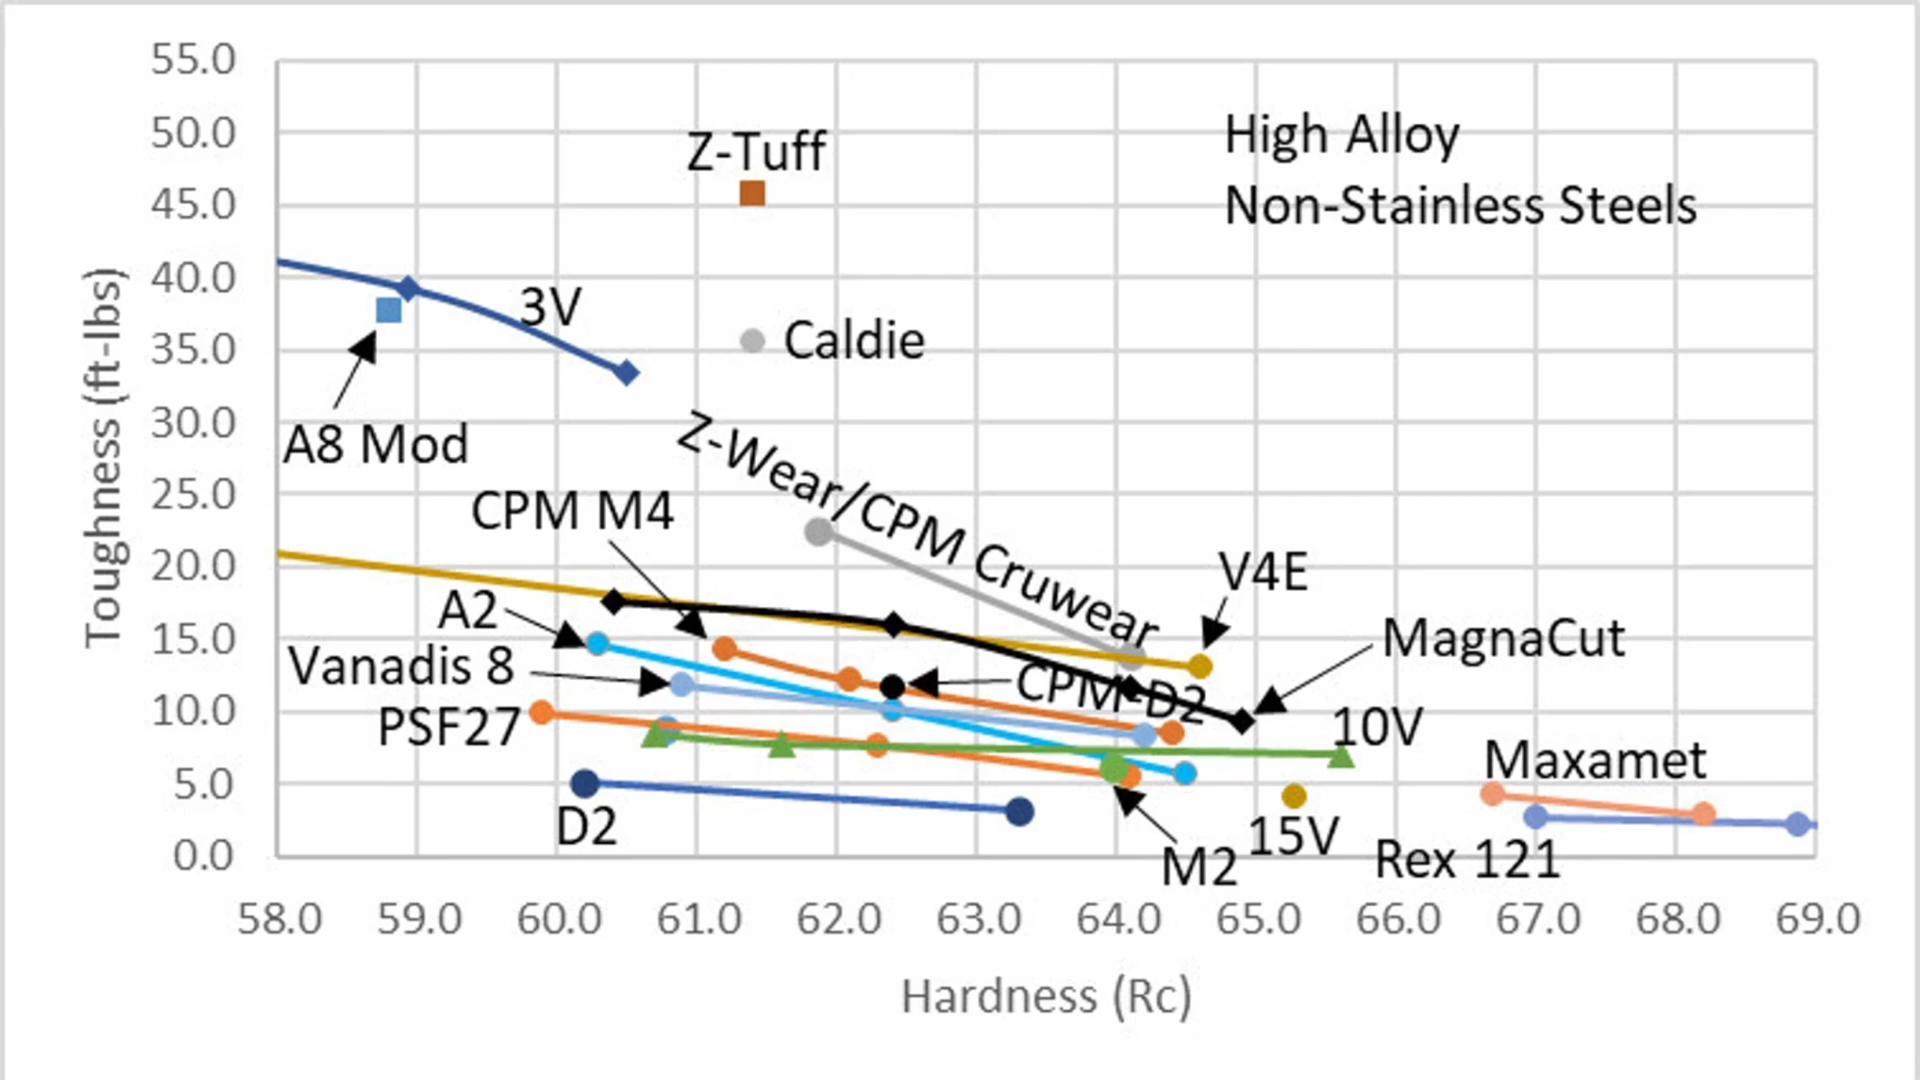 55.0
50.0
45.0
40.0
35.0
30.0
25.0
20.0
15.0
10.0
5.0
0.0
Toughness (ft-lbs)
High Alloy
Non-Stainless Steels
Z-Tuff
3V
Caldie
A8 Mod
Z-Wear/CPM Cruwear
CPM M4
V4E
A2
MagnaCut
Vanadis 8
CPM-D2
PSF27
10V
Maxamet
D2
15V
M2
Rex 121
58.0 59.0 60.0 61.0 62.0 63.0 64.0 65.0 66.0 67.0 68.0 69.0
Hardness (Rc)